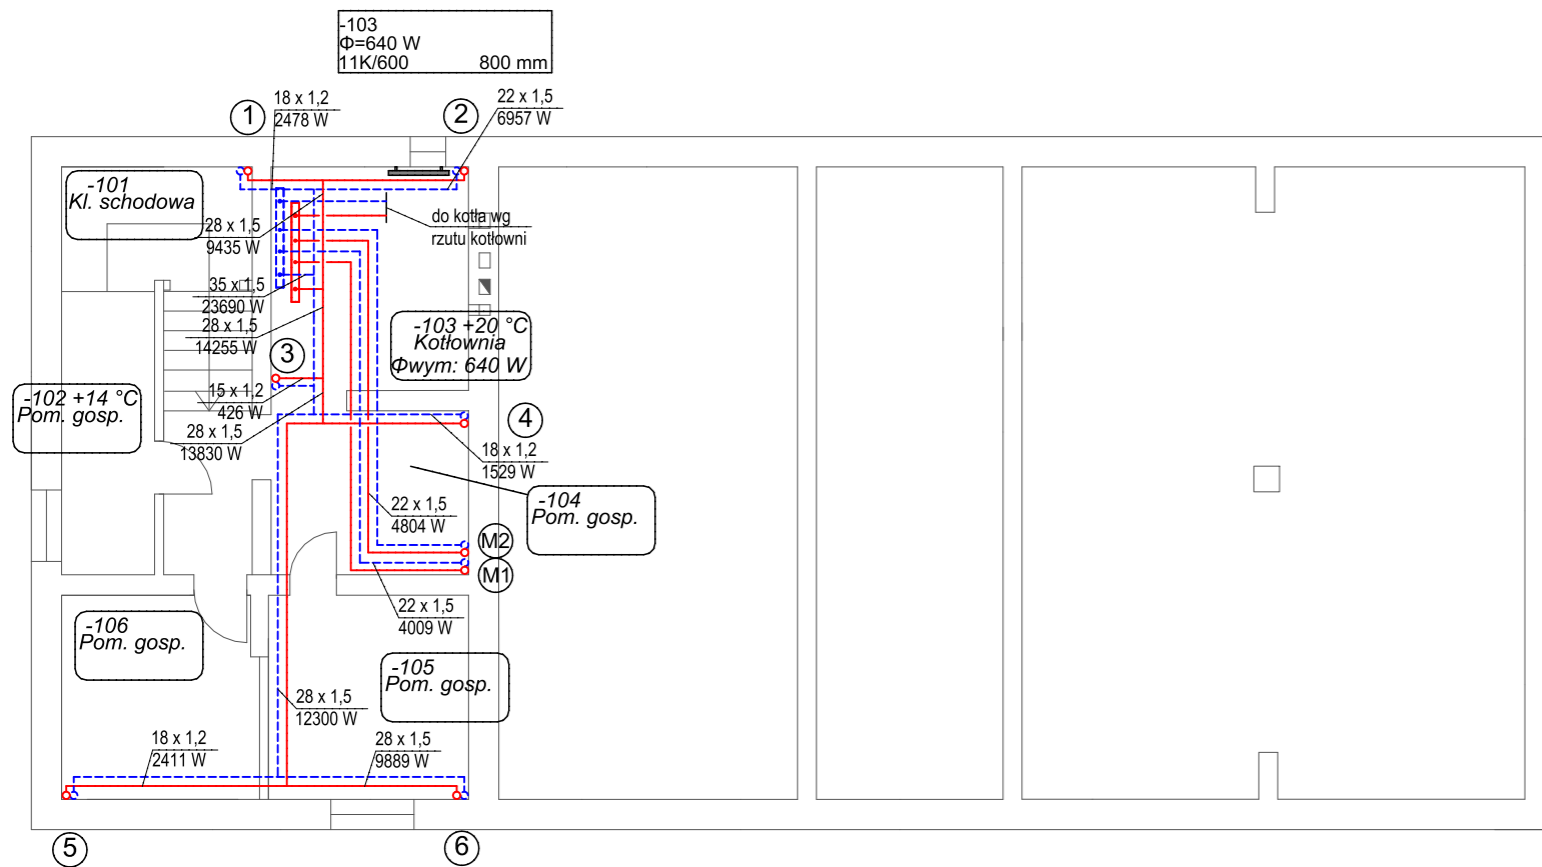 -103
Φ=640 W
11K/600 800 mm
1
18 x 1,2
2478 W
2
22 x 1,5
6957 W
-101
Kl. schodowa
28 x 1,5
9435 W
do kotła wg
rzutu kotłowni
35 x 1,5
23690 W
28 x 1,5
14255 W
-103 +20 °C
Kotłownia
Φwym: 640 W
3
-102 +14 °C
Pom. gosp.
15 x 1,2
426 W
28 x 1,5
13830 W
4
18 x 1,2
1529 W
22 x 1,5
4804 W
-104
Pom. gosp.
M2
M1
22 x 1,5
4009 W
-106
Pom. gosp.
-105
Pom. gosp.
28 x 1,5
12300 W
18 x 1,2
2411 W
28 x 1,5
9889 W
5
6